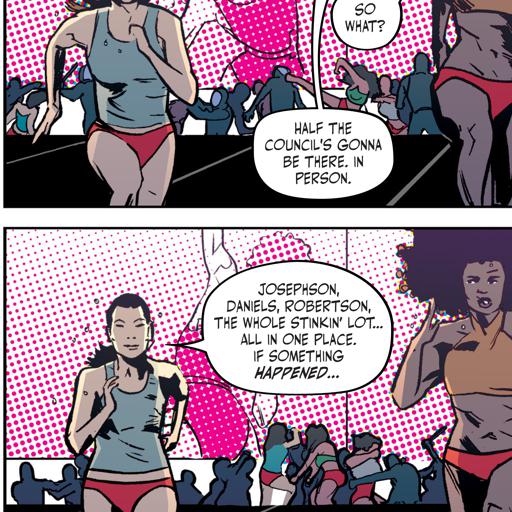 SO
WHAT?
HALF THE
COUNCIL'S GONNA
BE THERE. IN
PERSON.
JOSEPHSON,
DANIELS, ROBERTSON,
THE WHOLE STINKIN' LOT...
ALL IN ONE PLACE.
IF SOMETHING
HAPPENED...